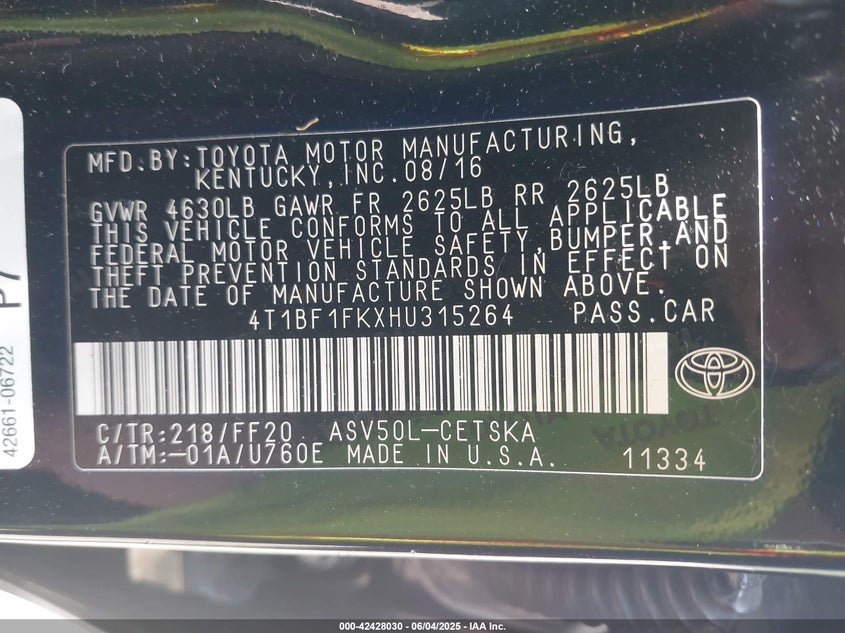 MFD.BY:TOYOTA MOTOR MANUFACTURING,
KENTUCKY,INC.08/16
GVWR 4630LB GAWR FR 2625LB RR 2625LB
THIS VEHICLE CONFORMS TO ALL APPLICABLE
FEDERAL MOTOR VEHICLE SAFETY,BUMPER,AND
THEFT PREVENTION STANDARDS IN EFFECT ON
THE DATE OF MANUFACTURE SHOWN ABOVE.
4T1BF1FKXHU315264 PASS.CAR
C/TR:218/FF20 ASV50L-CETSKA
A/TM:-01A/U760E MADE IN U.S.A. 11334
TOYOTA
42661-06722
P7
000-42428030 - 06/04/2025 - IAA Inc.